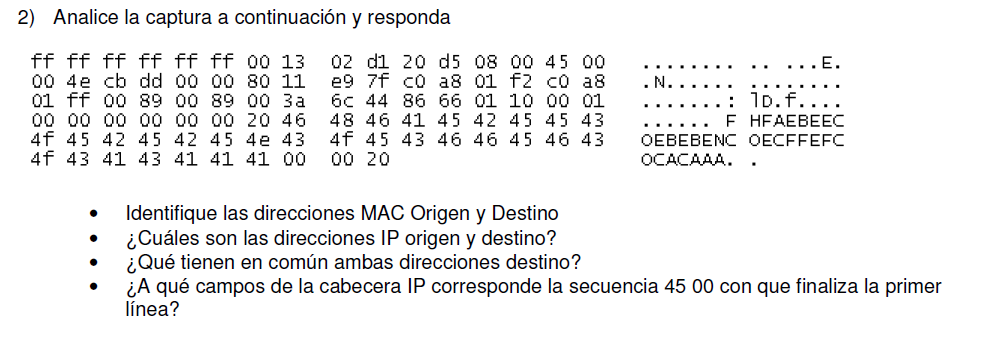 2) Analice la captura a continuación y responda
ff ff ff ff ff ff 00 13 02 d1 20 d5 08 00 45 00 ........ .. ...E.
00 4e cb dd 00 00 80 11 e9 7f c0 a8 01 f2 c0 a8 .N...... ........
01 ff 00 89 00 89 00 3a 6c 44 86 66 01 10 00 01 .......: lD.f....
00 00 00 00 00 00 20 46 48 46 41 45 42 45 45 43 ...... F HFAEBEEC
4f 45 42 45 42 45 4e 43 4f 45 43 46 46 45 46 43 OEBEBENC OECFFEFC
4f 43 41 43 41 41 41 00 00 20 OCACAAA. .
• Identifique las direcciones MAC Origen y Destino
• ¿Cuáles son las direcciones IP origen y destino?
• ¿Qué tienen en común ambas direcciones destino?
• ¿A qué campos de la cabecera IP corresponde la secuencia 45 00 con que finaliza la primer
línea?